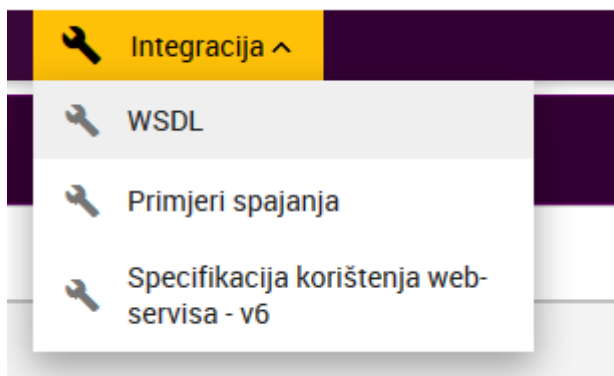 Integracija
WSDL
Primjeri spajanja
Specifikacija korištenja web-
servisa - v6